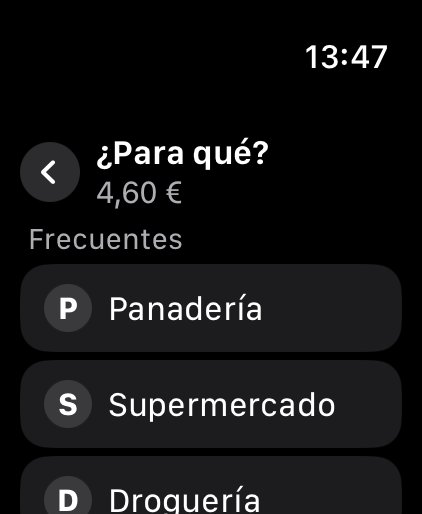 13:47
¿Para qué?
4,60 €
Frecuentes
P Panadería
S Supermercado
D Droguería